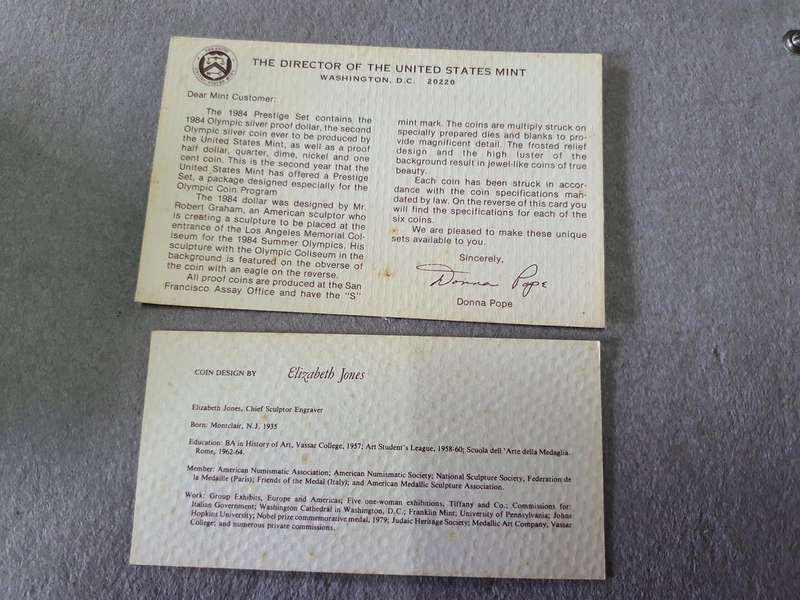 THE DIRECTOR OF THE UNITED STATES MINT
WASHINGTON, D.C. 20220
Dear Mint Customer:
The 1984 Prestige Set contains the
1984 Olympic silver proof dollar, the second
Olympic silver coin ever to be produced by
the United States Mint, as well as a proof
half dollar, quarter, dime, nickel and one
cent coin. This is the second year that the
United States Mint has offered a Prestige
Set, a package designed especially for the
Olympic Coin Program
The 1984 dollar was designed by Mr.
Robert Graham, an American sculptor who
is creating a sculpture to be placed at the
entrance of the Los Angeles Memorial Col-
iseum for the 1984 Summer Olympics. His
sculpture with the Olympic Coliseum in the
background is featured on the obverse of
the coin with an eagle on the reverse.
All proof coins are produced at the San
Francisco Assay Office and have the "S"
mint mark. The coins are multiply struck on
specially prepared dies and blanks to pro-
vide magnificent detail. The frosted relief
design and the high luster of the
background result in jewel-like coins of true
beauty.
Each coin has been struck in accor-
dance with the coin specifications man-
dated by law. On the reverse of this card you
will find the specifications for each of the
six coins.
We are pleased to make these unique
sets available to you.
Sincerely,
Donna Pope
Donna Pope
COIN DESIGN BY Elizabeth Jones
Elizabeth Jones, Chief Sculptor Engraver
Born: Montclair, N.J. 1935
Education: BA in History of Art, Vassar College, 1957; Art Student's League, 1958-60; Scuola dell'Arte della Medaglia.
Rome, 1962-64.
Member: American Numismatic Association; American Numismatic Society; National Sculpture Society, Federation de
la Medaille (Paris); Friends of the Medal (Italy); and American Medallic Sculpture Association.
Work: Group Exhibits, Europe and Americas; Five one-woman exhibitions, Tiffany and Co.; Commissions for:
Italian Government; Washington Cathedral in Washington, D.C.; Franklin Mint; University of Pennsylvania; Johns
Hopkins University; Nobel prize commemorative medal, 1979; Judaic Heritage Society; Medallic Art Company, Vassar
College; and numerous private commissions.